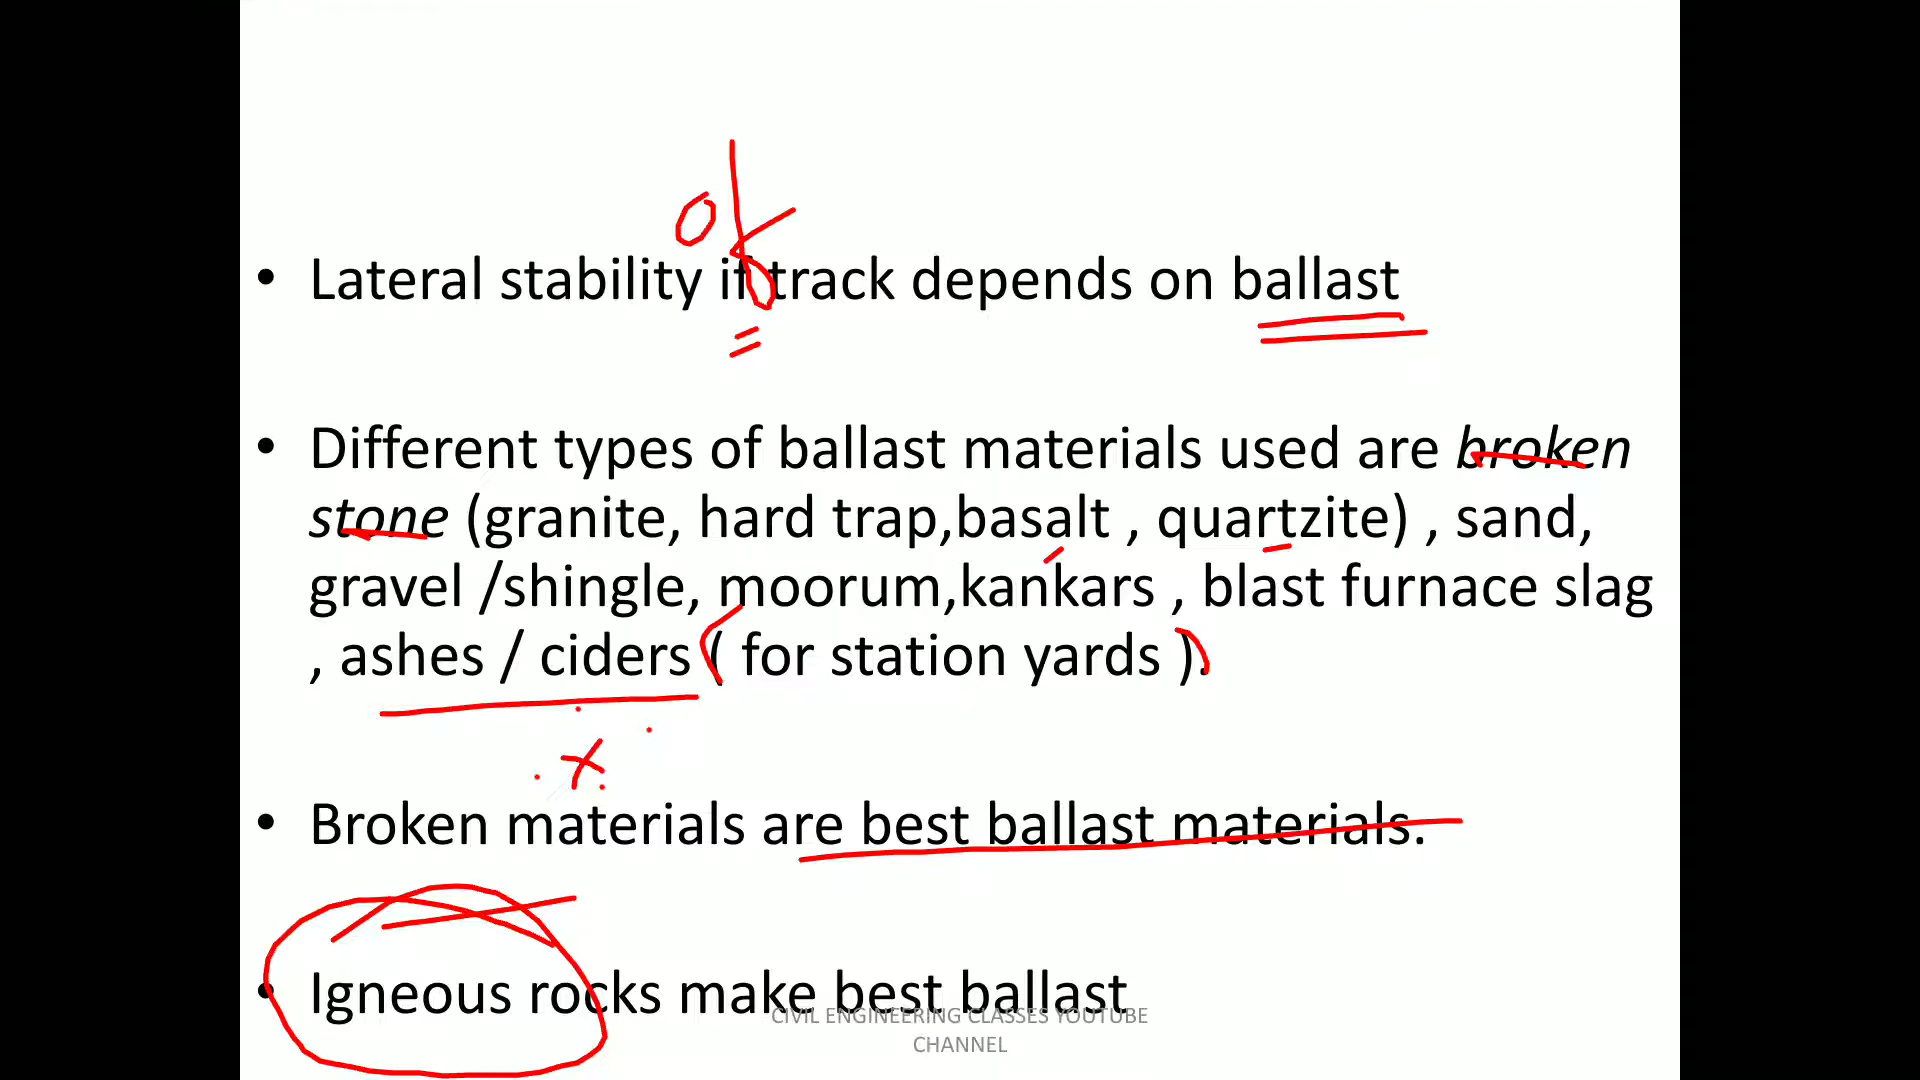 of
• Lateral stability if track depends on ballast
• Different types of ballast materials used are broken
stone (granite, hard trap,basalt , quartzite) , sand,
gravel /shingle, moorum,kankars , blast furnace slag
, ashes / ciders ( for station yards ).
• Broken materials are best ballast materials.
• Igneous rocks make best ballast
CIVIL ENGINEERING CLASSES YOUTUBE
CHANNEL